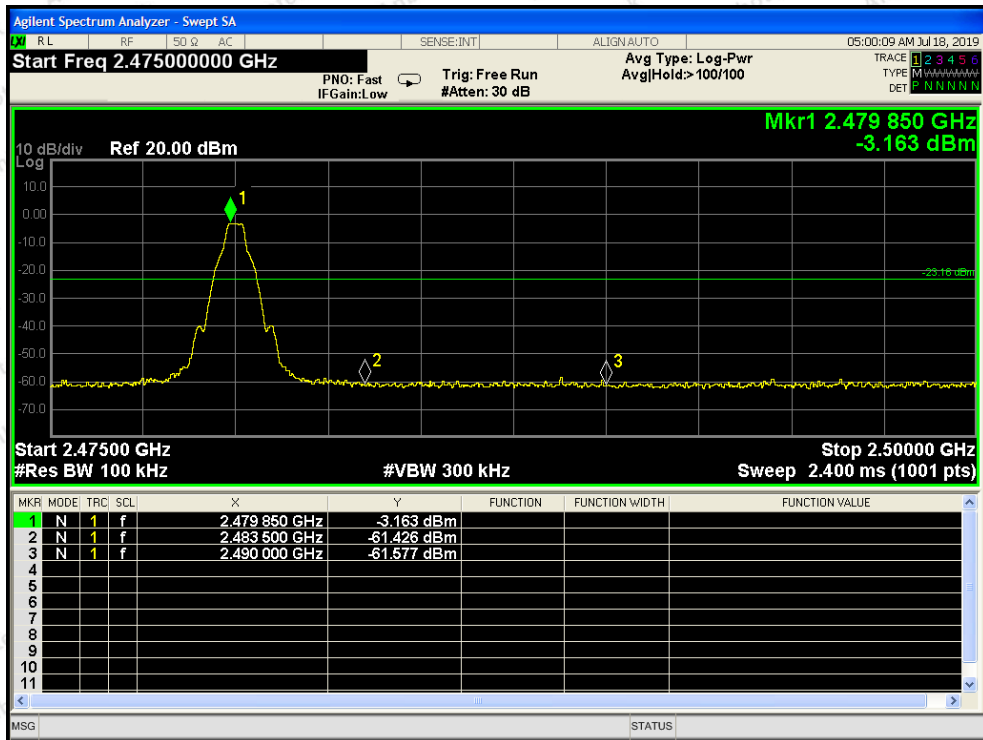 Agilent Spectrum Analyzer - Swept SA
LXI RL RF 50 Ω AC SENSE:INT ALIGN AUTO 05:00:09 AM Jul 18, 2019
Start Freq 2.475000000 GHz
PNO: Fast
IFGain:Low
Trig: Free Run
#Atten: 30 dB
Avg Type: Log-Pwr
Avg|Hold:>100/100
TRACE 1 2 3 4 5 6
TYPE MWWWWW
DET P N N N N N
Mkr1 2.479 850 GHz
-3.163 dBm
10 dB/div Ref 20.00 dBm
Log
10.0
0.00
-10.0
-20.0
-30.0
-40.0
-50.0
-60.0
-70.0
1
-23.16 dBm
2
3
Start 2.47500 GHz Stop 2.50000 GHz
#Res BW 100 kHz #VBW 300 kHz Sweep 2.400 ms (1001 pts)
MKR MODE TRC SCL X Y FUNCTION FUNCTION WIDTH FUNCTION VALUE
1 N 1 f 2.479 850 GHz -3.163 dBm
2 N 1 f 2.483 500 GHz -61.426 dBm
3 N 1 f 2.490 000 GHz -61.577 dBm
4
5
6
7
8
9
10
11
MSG STATUS